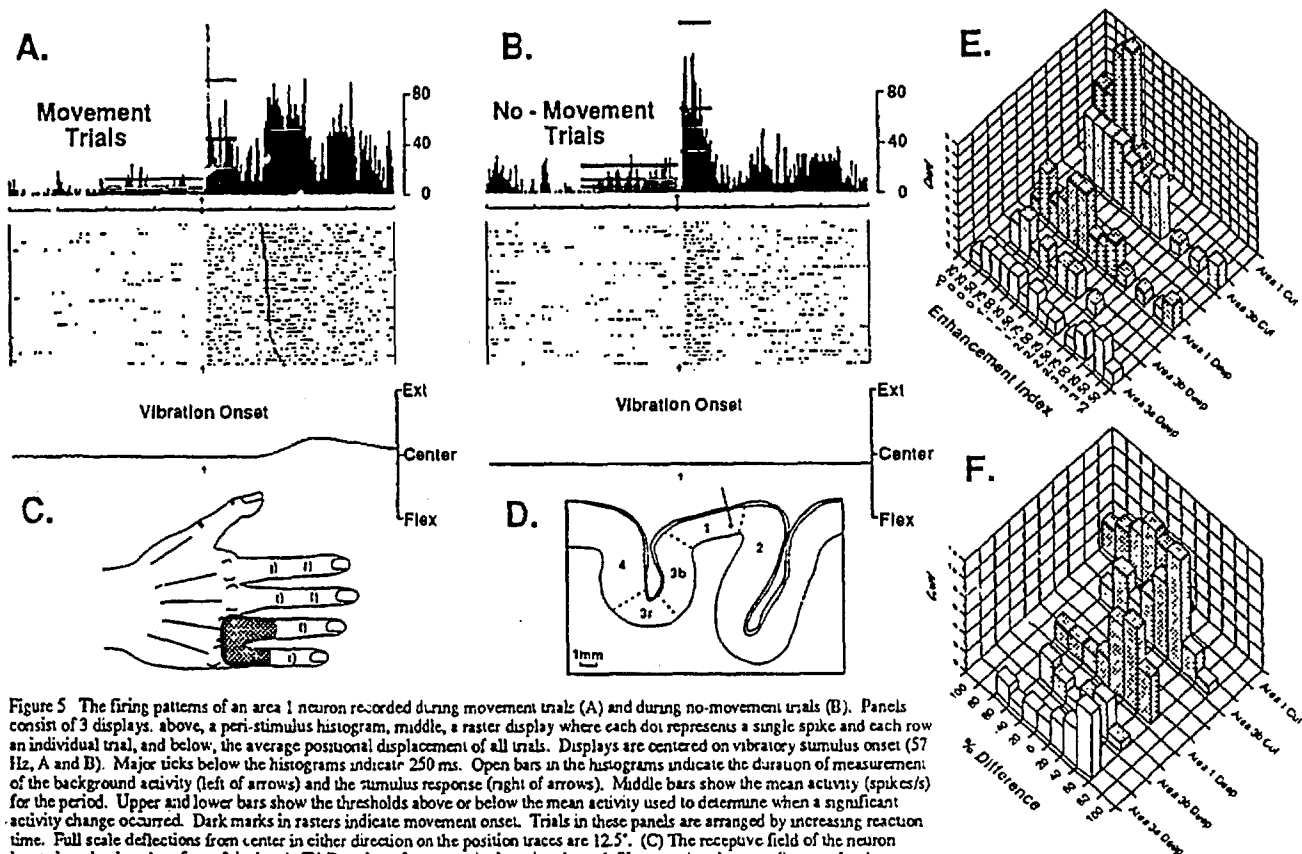 A.
Movement
Trials
80
40
0
B.
No - Movement
Trials
80
40
0
E.
Enhancement Index
Area 1 Cut
Area 3b Cut
Area 1 Deep
Area 3b Deep
Area 3a Deep
Vibration Onset
Ext
Center
Flex
Vibration Onset
Ext
Center
Flex
C.
D.
4
3b
1
2
1mm
F.
% Difference
Area 1 Cut
Area 3b Cut
Area 1 Deep
Area 3b Deep
Area 3a Deep
Figure 5 The firing patterns of an area 1 neuron recorded during movement trials (A) and during no-movement trials (B). Panels
consist of 3 displays. above, a peri-stimulus histogram, middle, a raster display where each dot represents a single spike and each row
an individual trial, and below, the average positional displacement of all trials. Displays are centered on vibratory stimulus onset (57
Hz, A and B). Major ticks below the histograms indicate 250 ms. Open bars in the histograms indicate the duration of measurement
of the background activity (left of arrows) and the stimulus response (right of arrows). Middle bars show the mean activity (spikes/s)
for the period. Upper and lower bars show the thresholds above or below the mean activity used to determine when a significant
activity change occurred. Dark marks in rasters indicate movement onset. Trials in these panels are arranged by increasing reaction
time. Full scale deflections from center in either direction on the position traces are 12.5°. (C) The receptive field of the neuron